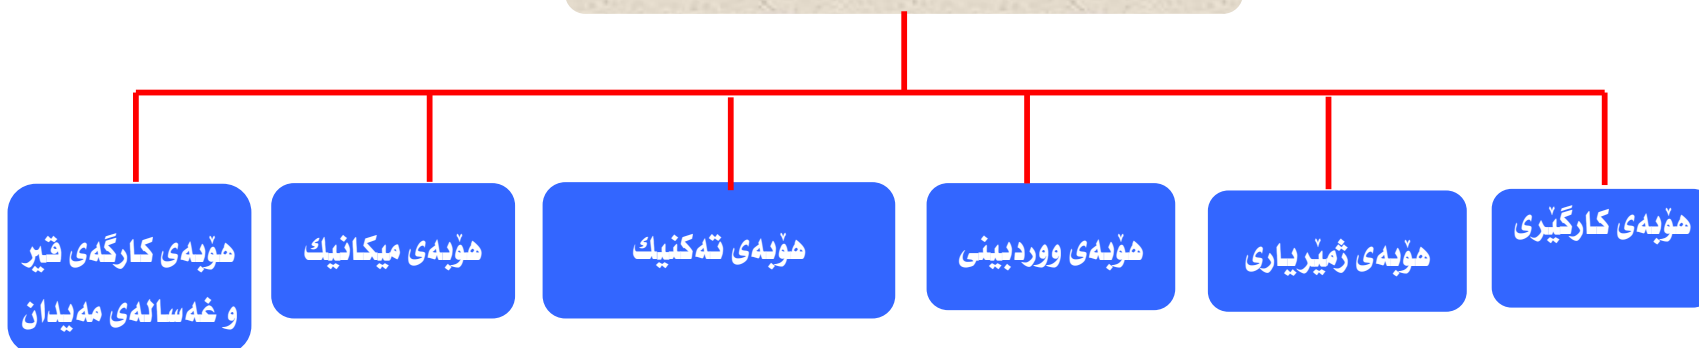 هۆبەی کارگێری
هۆبەی ژمێریاری
هۆبەی ووردبینی
هۆبەی تەکنیك
هۆبەی میکانیك
هۆبەی کارگەی قیر
و غەسالەی مەیدان